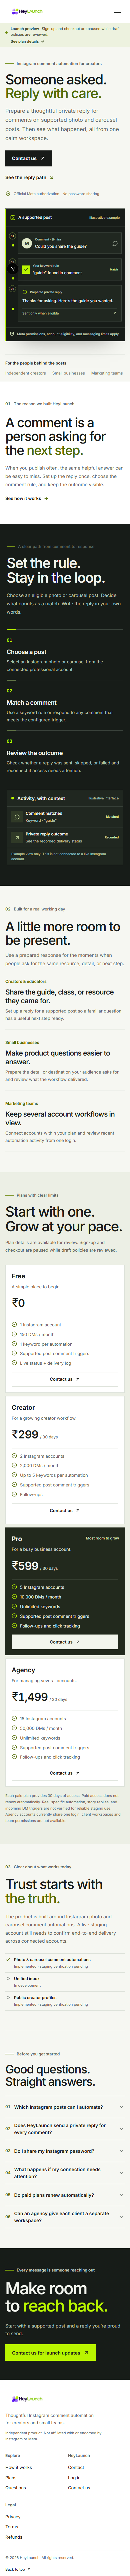 HeyLaunch
Launch preview Sign-up and checkout are paused while draft
policies are reviewed.
See plan details
Instagram comment automation for creators
Someone asked.
Reply with care.
Prepare a thoughtful private reply for
comments on supported posts or carousel
posts. Then see what happened, all from one
calm workspace.
Contact us
See the reply path
Official Meta authorization · No password sharing
A supported post
Illustrative example
Could you share the guide?
"guide" found in comment
Prepared private reply
Thanks for asking. Here's the guide you wanted.
Sent only when eligible
Meta permissions, account eligibility, and messaging limits apply
For the people behind the posts
Independent creators Small businesses Marketing teams
01 The reason we built HeyLaunch
A comment is a
person asking for
the next step.
When you publish often, the same helpful answer can
be easy to miss. Set up the reply once, match the
comment rule, and keep the outcome visible.
See how it works
A clear path from comment to response
Set the rule.
Stay in the loop.
Choose an eligible photo or carousel post. Decide
what counts as a match. Write the reply in your own
words.
01
Choose a post
Select an Instagram photo or carousel from the
connected professional account.
02
Match a comment
Use a keyword rule or respond to any comment that
meets the configured trigger.
03
Review the outcome
Check whether a reply was sent, skipped, or failed and
reconnect if access needs attention.
Activity, with context
Illustrative interface
Comment matched
Keyword · "guide"
Matched
Private reply outcome
See the recorded delivery status
Recorded
Example view only. This is not connected to a live Instagram
account.
02 Built for a real working day
A little more room to
be present.
Use a prepared response for the moments when
people ask for the same resource, detail, or next step.
Creators & educators
Share the guide, class, or resource
they came for.
Set up a reply for a supported post so a familiar question
has a useful next step ready.
Small businesses
Make product questions easier to
answer.
Prepare the detail or destination your audience asks for,
and review what the workflow delivered.
Marketing teams
Keep several account workflows in
view.
Connect accounts within your plan and review recent
automation activity from one login.
Plans with clear limits
Start with one.
Grow at your pace.
Plan details are available for review. Sign-up and
checkout are paused while draft policies are reviewed.
Free
A simple place to begin.
₹0
1 Instagram account
150 DMs / month
1 keyword per automation
Supported post comment triggers
Live status + delivery log
Contact us
Creator
For a growing creator workflow.
₹299 / 30 days
2 Instagram accounts
2,000 DMs / month
Up to 5 keywords per automation
Supported post comment triggers
Follow-ups
Contact us
Pro
Most room to grow
For a busy business account.
₹599 / 30 days
5 Instagram accounts
10,000 DMs / month
Unlimited keywords
Supported post comment triggers
Follow-ups and click tracking
Contact us
Agency
For managing several accounts.
₹1,499 / 30 days
15 Instagram accounts
50,000 DMs / month
Unlimited keywords
Supported post comment triggers
Follow-ups and click tracking
Contact us
03 Clear about what works today
Trust starts with
the truth.
The product is built around Instagram photo and
carousel comments. A live delivery walkthrough
still needs to confirm end-to-end delivery
across connected accounts.
Photo & carousel comment automations
Implemented · staging verification pending
Unified inbox
In development
Public creator profiles
Implemented · staging verification pending
Before you get started
Good questions.
Straight answers.
01 Which Instagram posts can I automate?
02 Does HeyLaunch send a private reply for
every comment?
03 Do I share my Instagram password?
04 What happens if my connection needs
attention?
05 Do paid plans renew automatically?
06 Can an agency give each client a separate
workspace?
Every message is someone reaching out
Make room
to reach back.
Start with a supported post and a reply you're proud
to send.
Contact us for launch updates
HeyLaunch
Thoughtful Instagram comment automation
for creators and small teams.
Independent product. Not affiliated with or endorsed by
Instagram or Meta.
Explore HeyLaunch
How it works Contact
Plans Log in
Questions Contact us
Legal
Privacy
Terms
Refunds
© 2026 HeyLaunch. All rights reserved.
Back to top